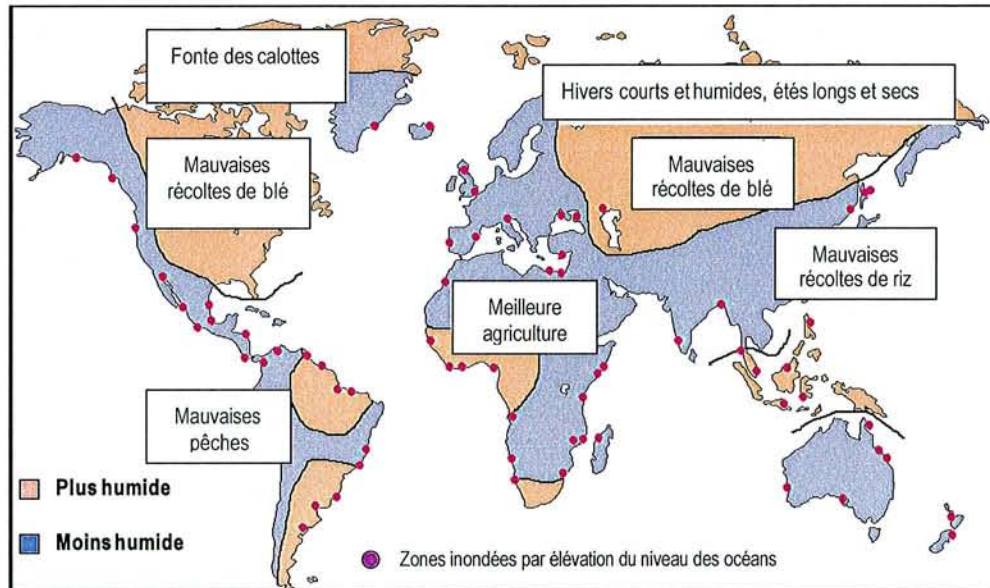 Fonte des calottes
Hivers courts et humides, étés longs et secs
Mauvaises
récoltes de blé
Mauvaises
récoltes de blé
Mauvaises
récoltes de riz
Meilleure
agriculture
Mauvaises
pêches
Plus humide
Moins humide
Zones inondées par élévation du niveau des océans